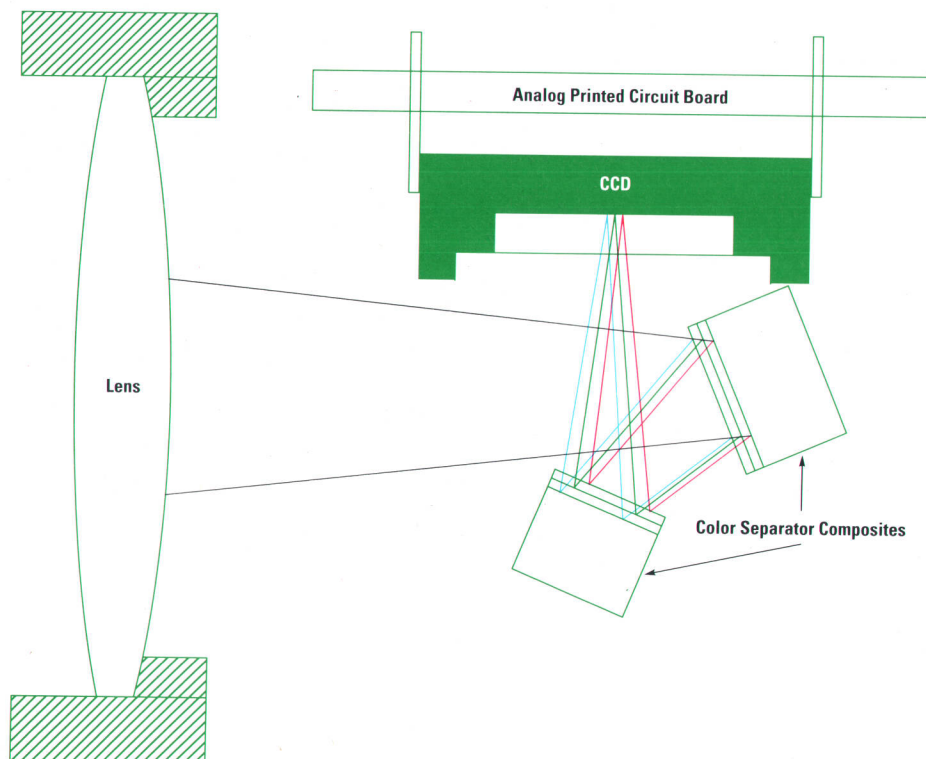 Analog Printed Circuit Board
CCD
Lens
Color Separator Composites